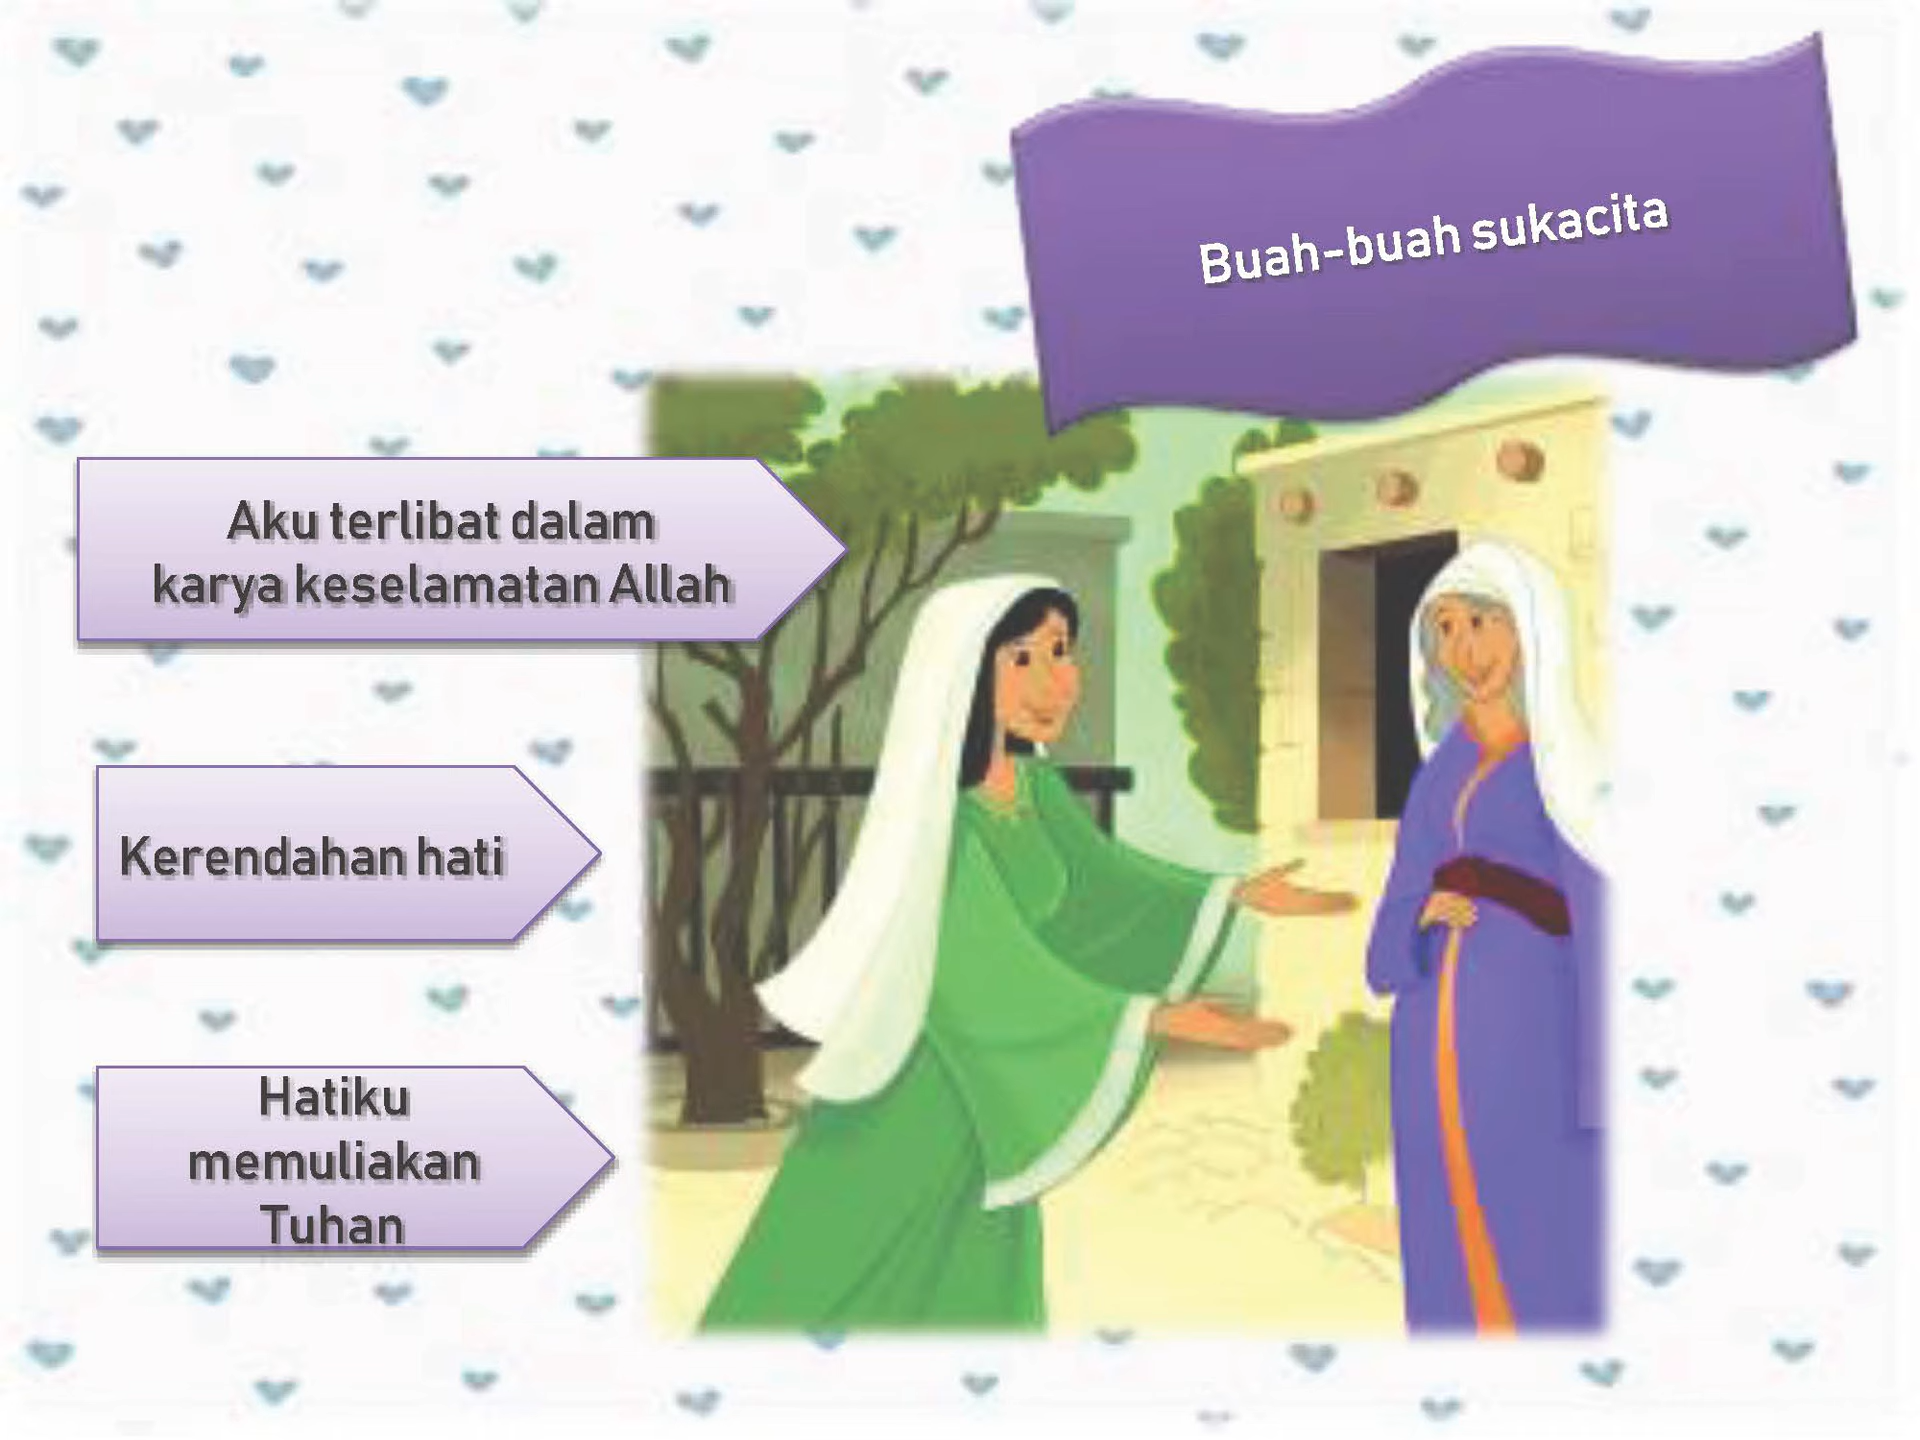 Buah-buah sukacita
Aku terlibat dalam
karya keselamatan Allah
Kerendahan hati
Hatiku
memuliakan
Tuhan